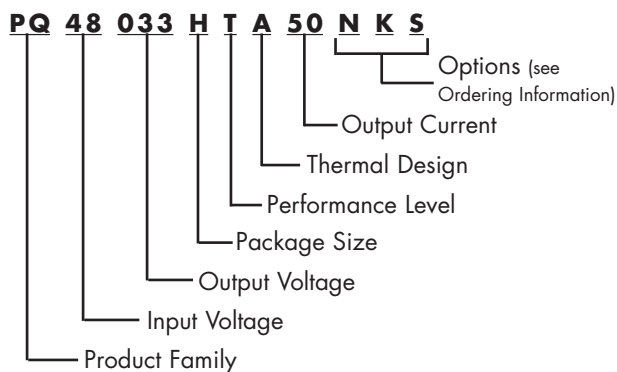 PQ 48 033 H T A 50 N K S
Options (see
Ordering Information)
Output Current
Thermal Design
Performance Level
Package Size
Output Voltage
Input Voltage
Product Family